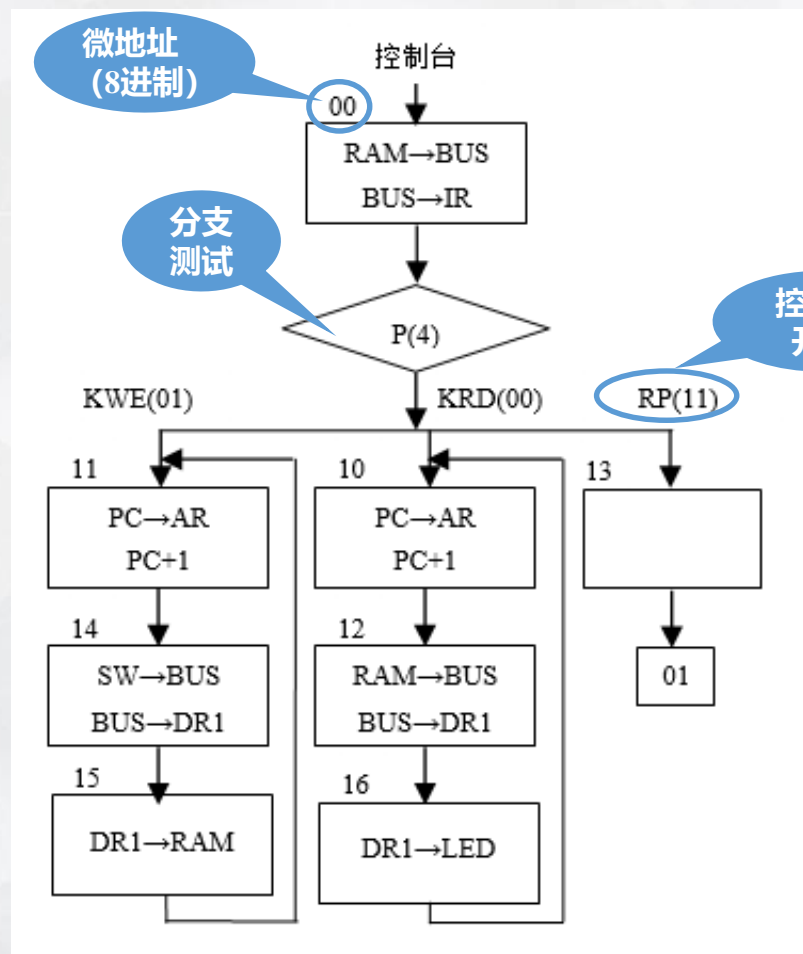 微地址
（8进制）
控制台
00
RAM→BUS
BUS→IR
分支
测试
P(4)
控
KWE(01)
KRD(00)
RP(11)
11
PC→AR
PC+1
10
PC→AR
PC+1
13
14
SW→BUS
BUS→DR1
12
RAM→BUS
BUS→DR1
01
15
DR1→RAM
16
DR1→LED